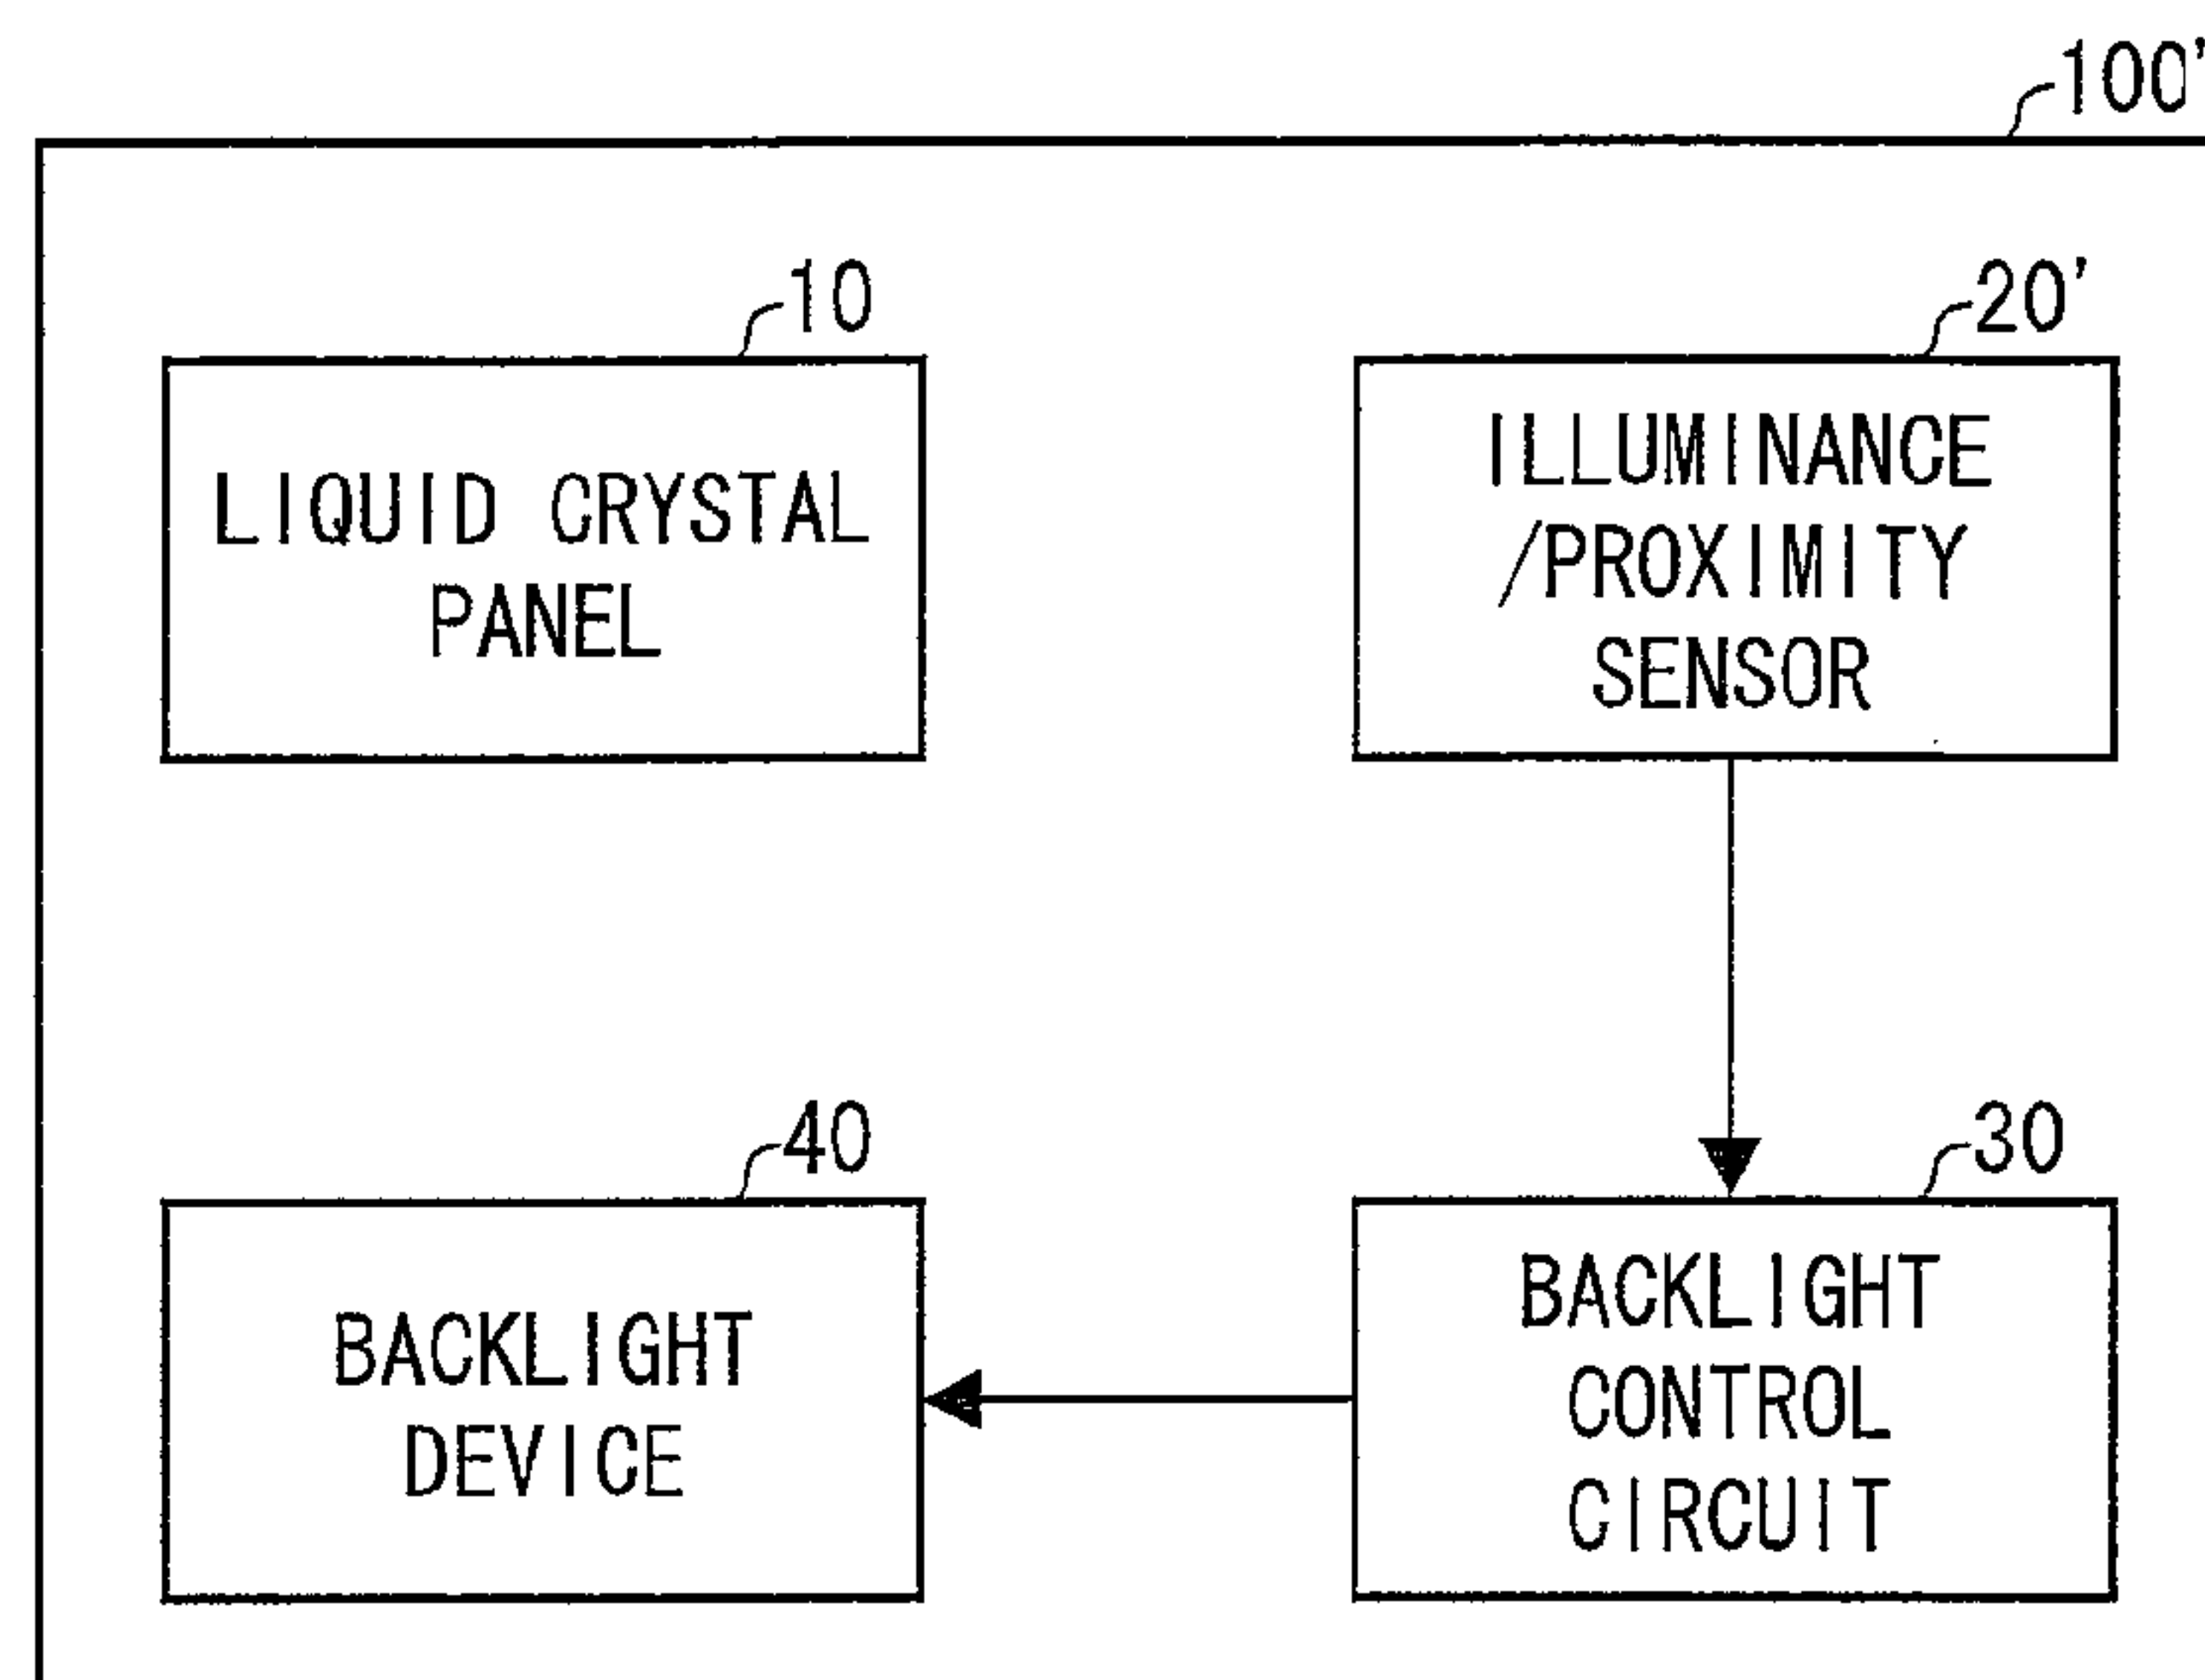 100'
10
20'
LIQUID CRYSTAL
PANEL
ILLUMINANCE
/PROXIMITY
SENSOR
40
30
BACKLIGHT
DEVICE
BACKLIGHT
CONTROL
CIRCUIT